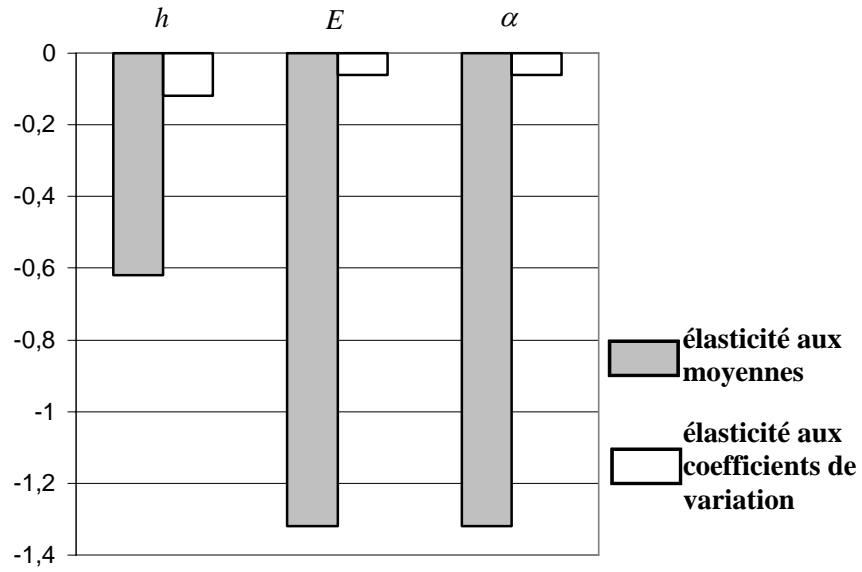 h E α
0
-0,2
-0,4
-0,6
-0,8
-1
-1,2
-1,4
élasticité aux
moyennes
élasticité aux
coefficients de
variation